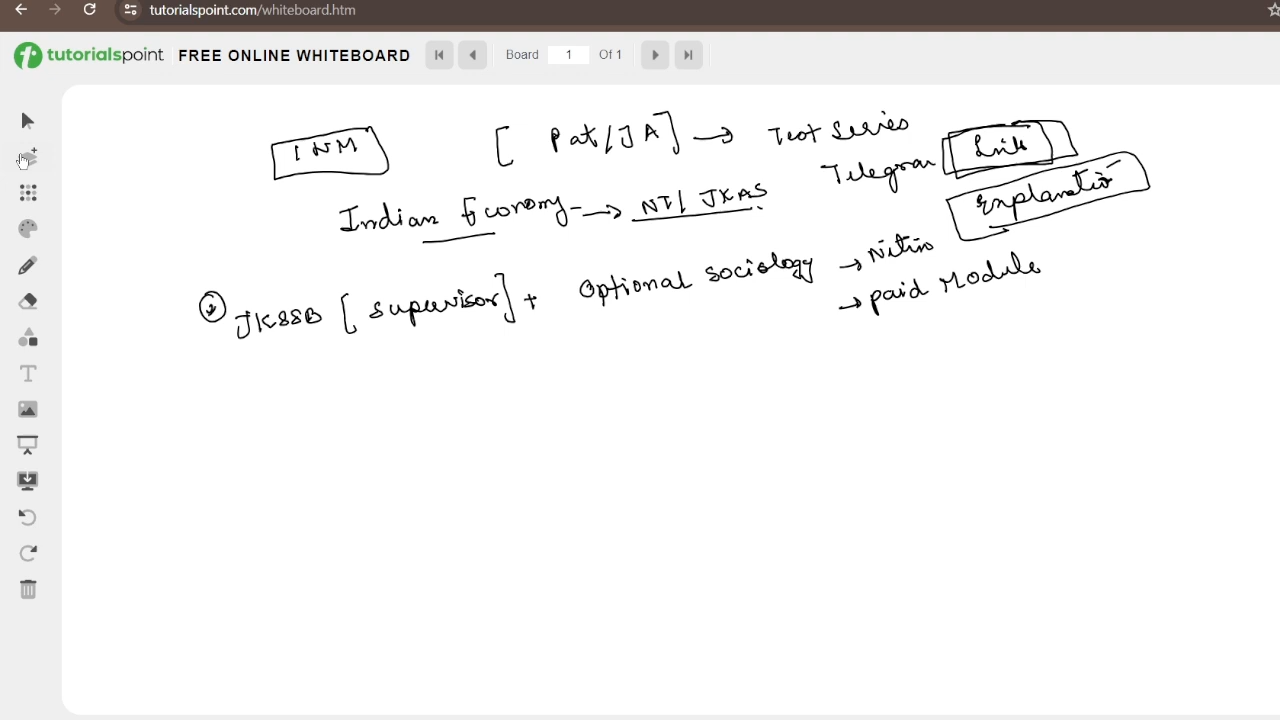 tutorialspoint.com/whiteboard.htm
tutorialspoint FREE ONLINE WHITEBOARD Board 1 Of 1
INM [ Pat/JA] → Test Series
Telegram Link
Indian Economy → NT/ JKAS Explanation
② JKSSB [ Supervisor] + Optional Sociology → Nitin
→ Paid Module
T